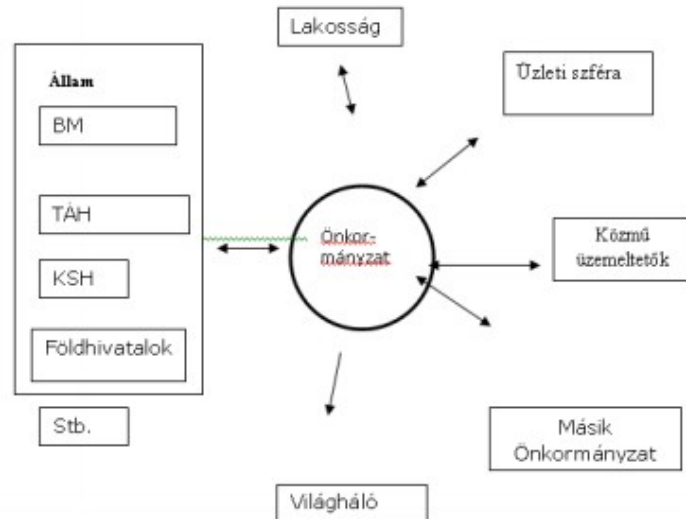 Lakosság
Üzleti szféra
Állam
BM
TÁH
KSH
Földhivatalok
Stb.
Önkor-
mányzat
Közmű
üzemeltetők
Másik
Önkormányzat
Világháló